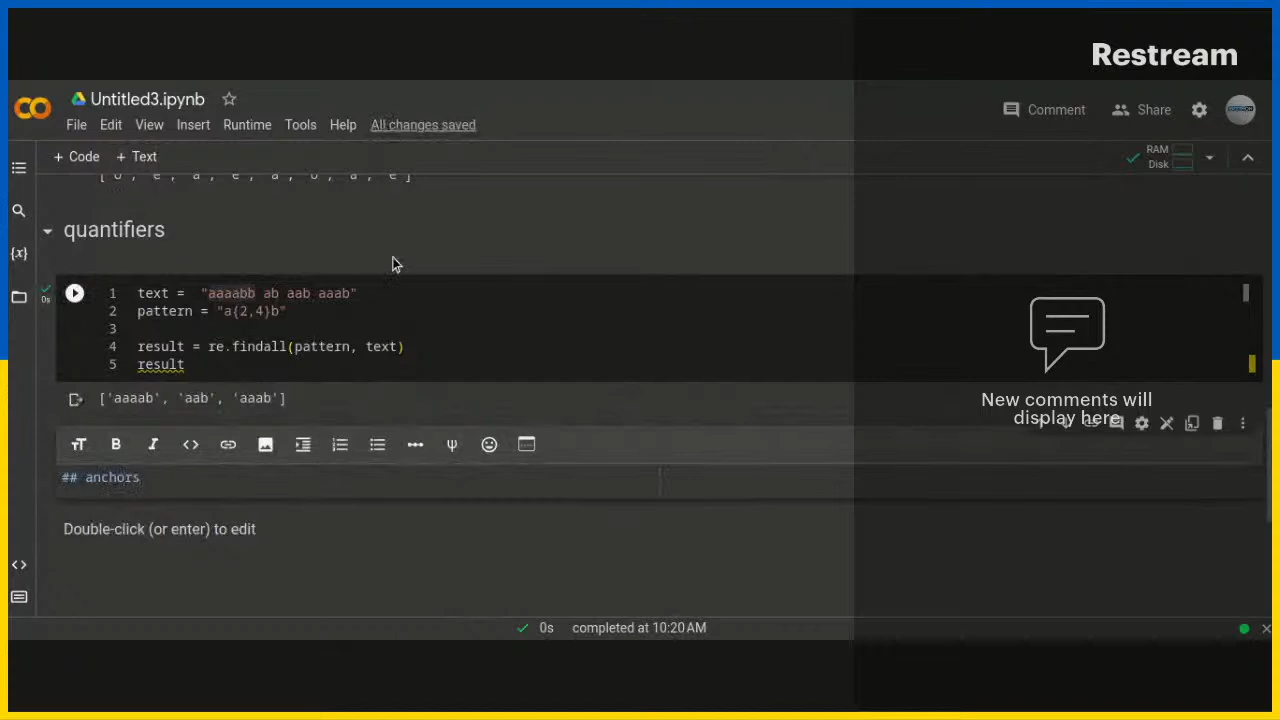 Restream
Untitled3.ipynb
File Edit View Insert Runtime Tools Help All changes saved
Comment Share
+ Code + Text
RAM
Disk
quantifiers
{x}
0s
1 text = "aaaabb ab aab aaab"
2 pattern = "a{2,4}b"
3
4 result = re.findall(pattern, text)
5 result
['aaaab', 'aab', 'aaab']
New comments will
display here
## anchors
Double-click (or enter) to edit
0s completed at 10:20 AM